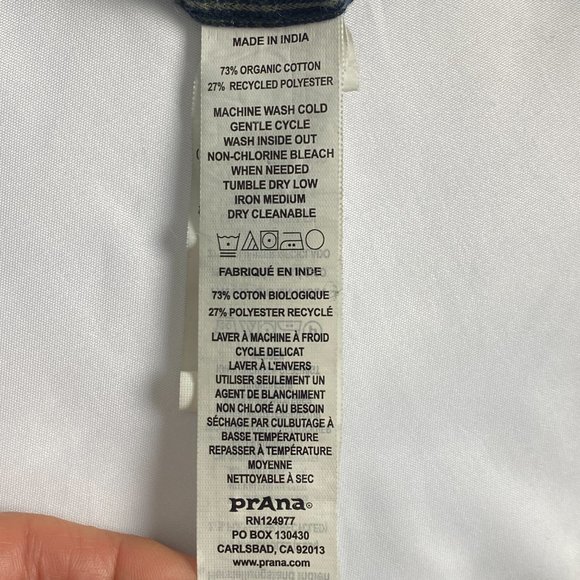 MADE IN INDIA
73% ORGANIC COTTON
27% RECYCLED POLYESTER
MACHINE WASH COLD
GENTLE CYCLE
WASH INSIDE OUT
NON-CHLORINE BLEACH
WHEN NEEDED
TUMBLE DRY LOW
IRON MEDIUM
DRY CLEANABLE
FABRIQUÉ EN INDE
73% COTON BIOLOGIQUE
27% POLYESTER RECYCLÉ
LAVER À MACHINE À FROID
CYCLE DELICAT
LAVER À L'ENVERS
UTILISER SEULEMENT UN
AGENT DE BLANCHIMENT
NON CHLORÉ AU BESOIN
SÉCHAGE PAR CULBUTAGE À
BASSE TEMPÉRATURE
REPASSER À TEMPÉRATURE
MOYENNE
NETTOYABLE À SEC
prAna®
RN124977
PO BOX 130430
CARLSBAD, CA 92013
www.prana.com